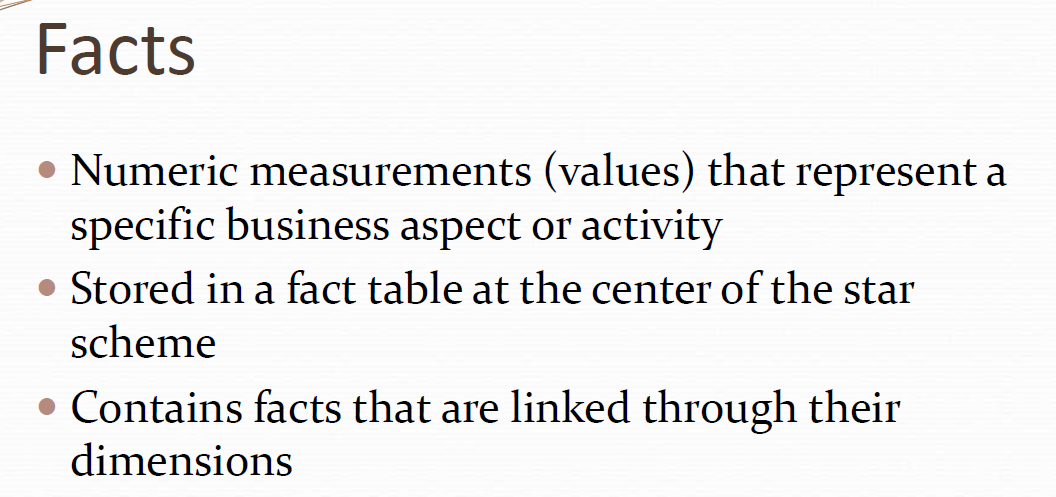 Facts
• Numeric measurements (values) that represent a
specific business aspect or activity
• Stored in a fact table at the center of the star
scheme
• Contains facts that are linked through their
dimensions